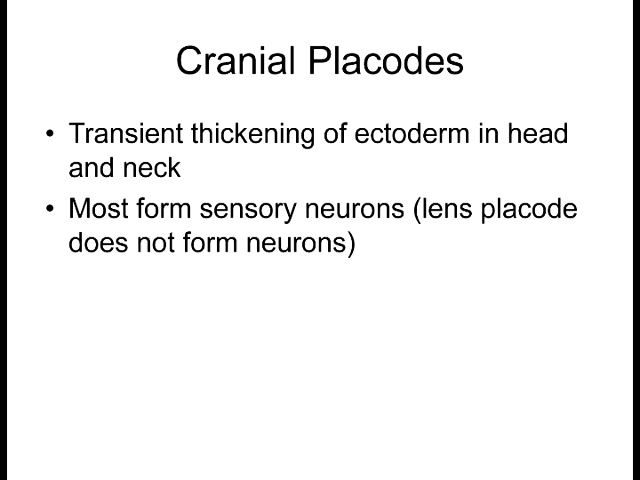 Cranial Placodes
• Transient thickening of ectoderm in head
and neck
• Most form sensory neurons (lens placode
does not form neurons)